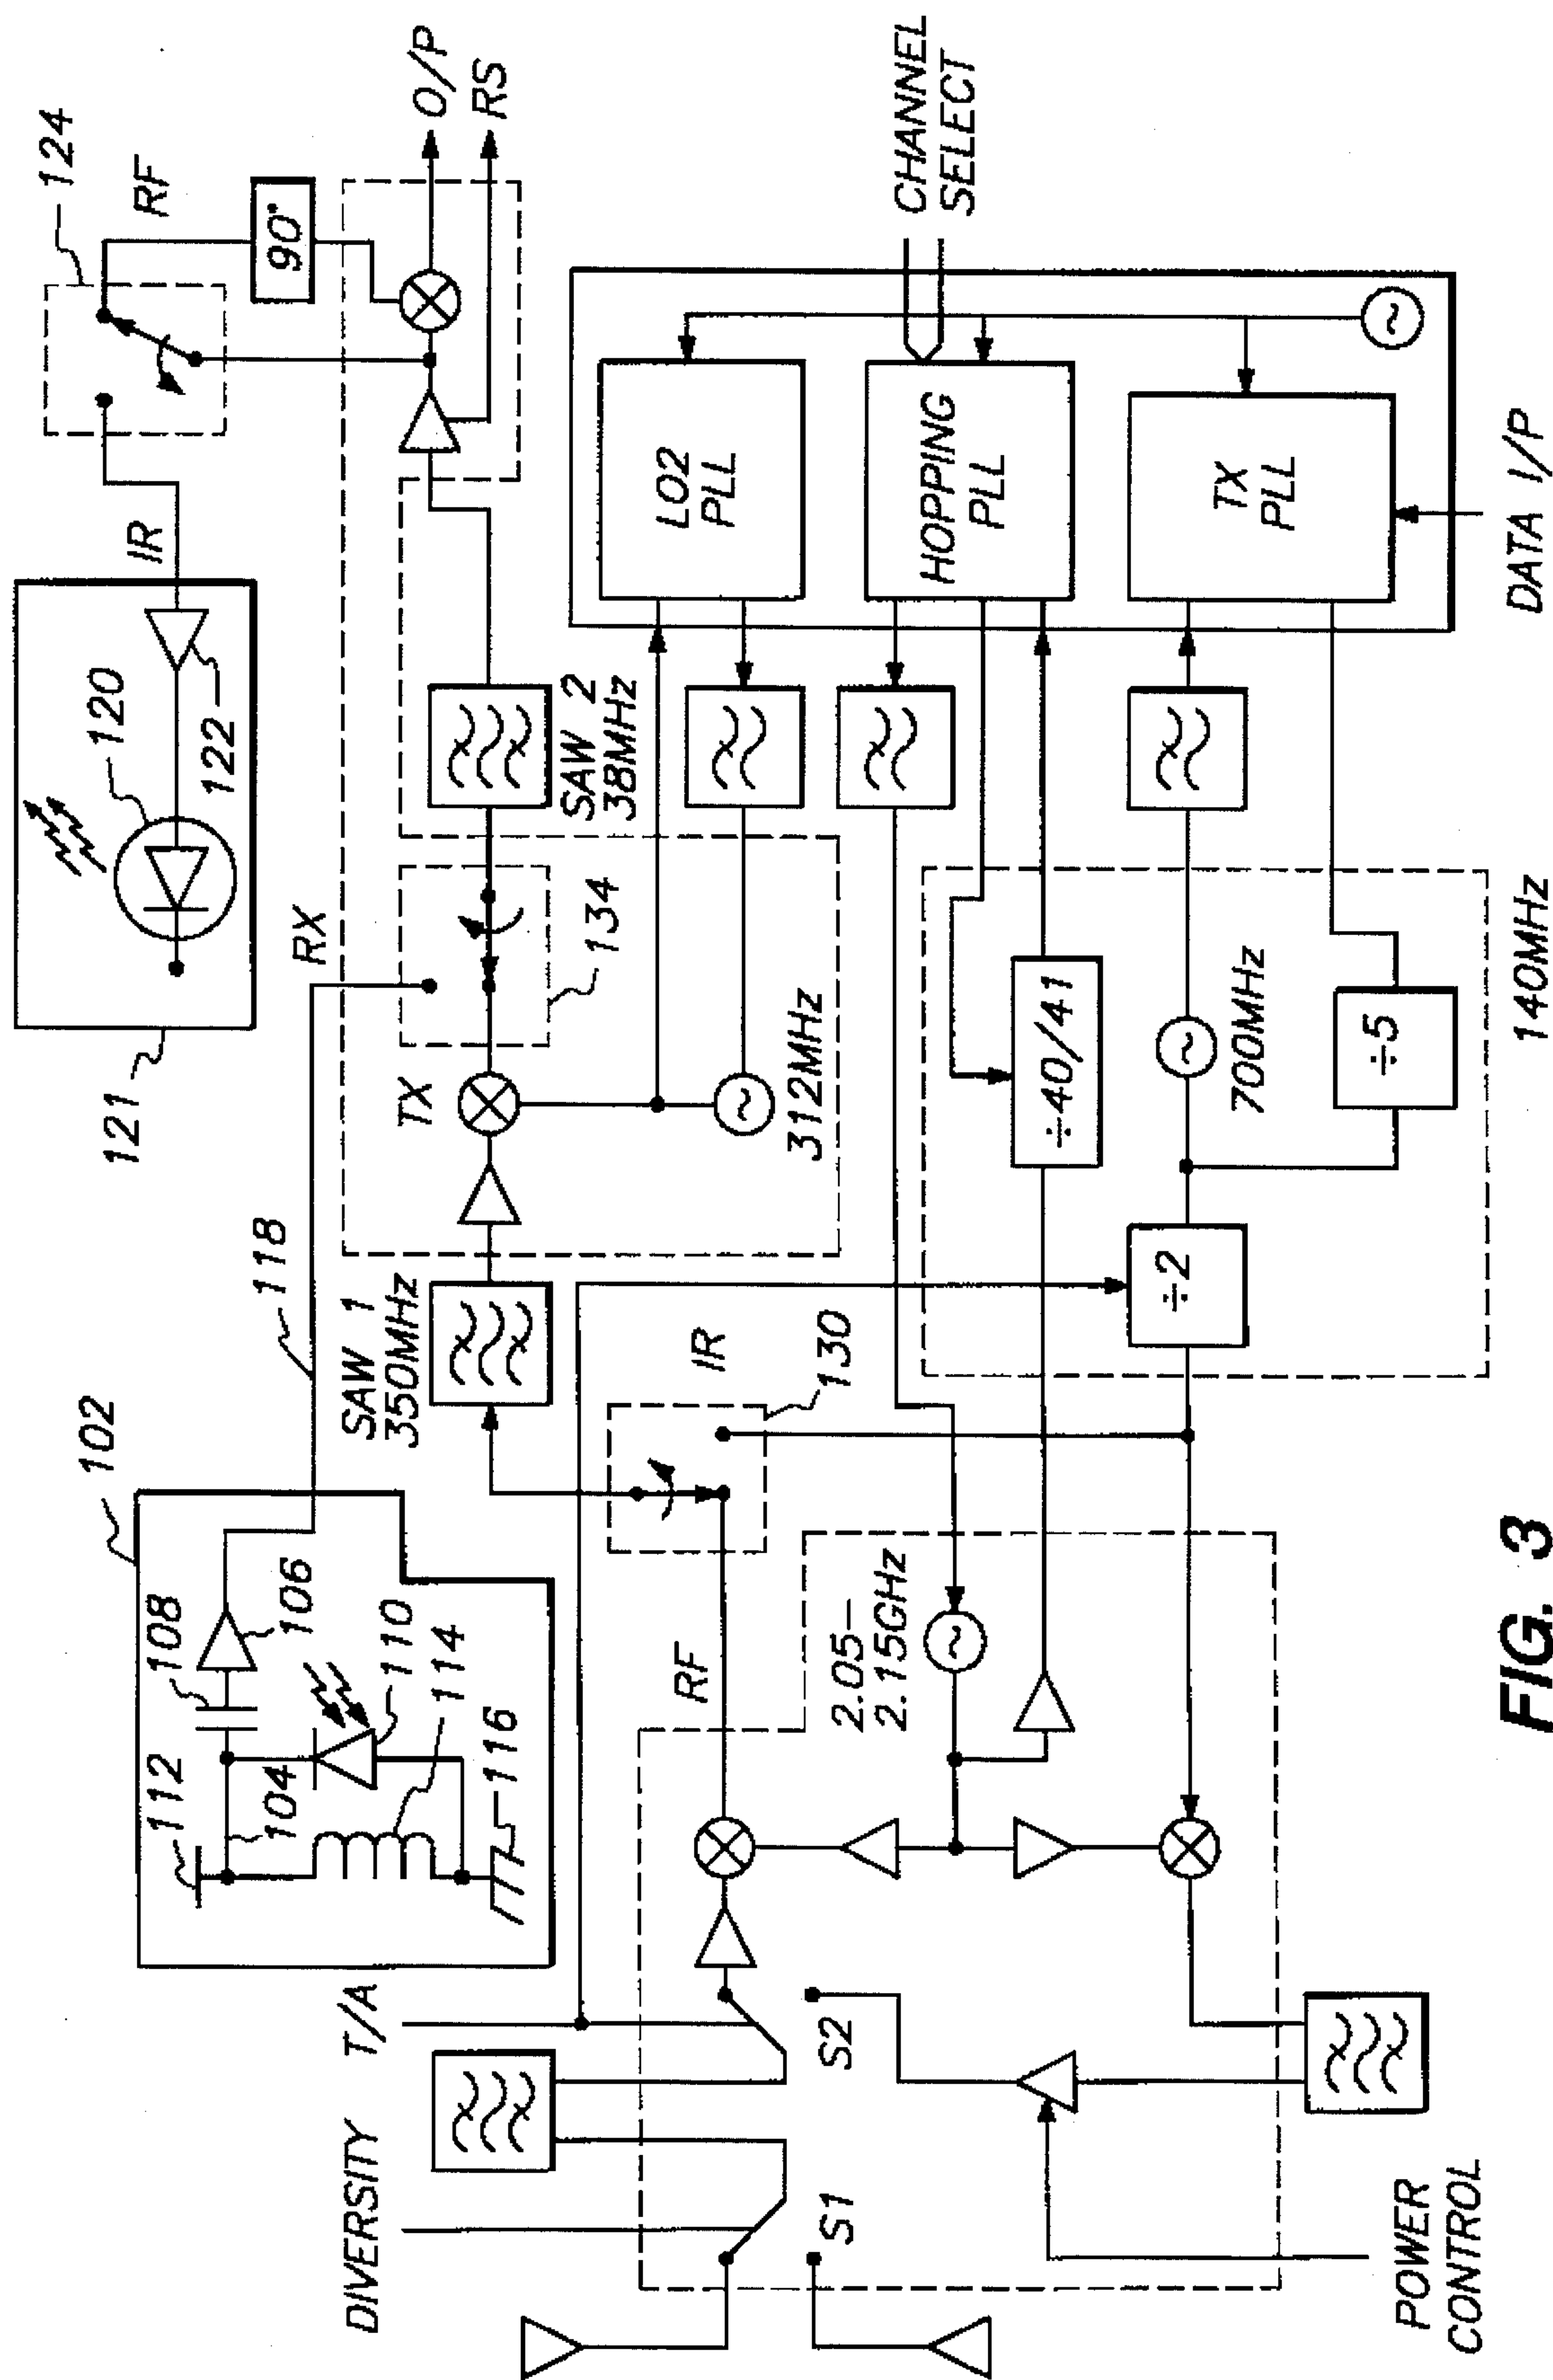 124
RF
90°
O/P
RS
120
122
IR
121
102
112
108
104
106
110
114
116
118
RX
TX
134
SAW 1
350MHz
SAW 2
38MHz
312MHz
LO2
PLL
HOPPING
PLL
TX
PLL
CHANNEL
SELECT
DATA I/P
DIVERSITY
T/A
S1
S2
RF
IR
130
2.05–
2.15GHz
÷40/41
700MHz
÷2
÷5
140MHz
POWER
CONTROL
FIG. 3